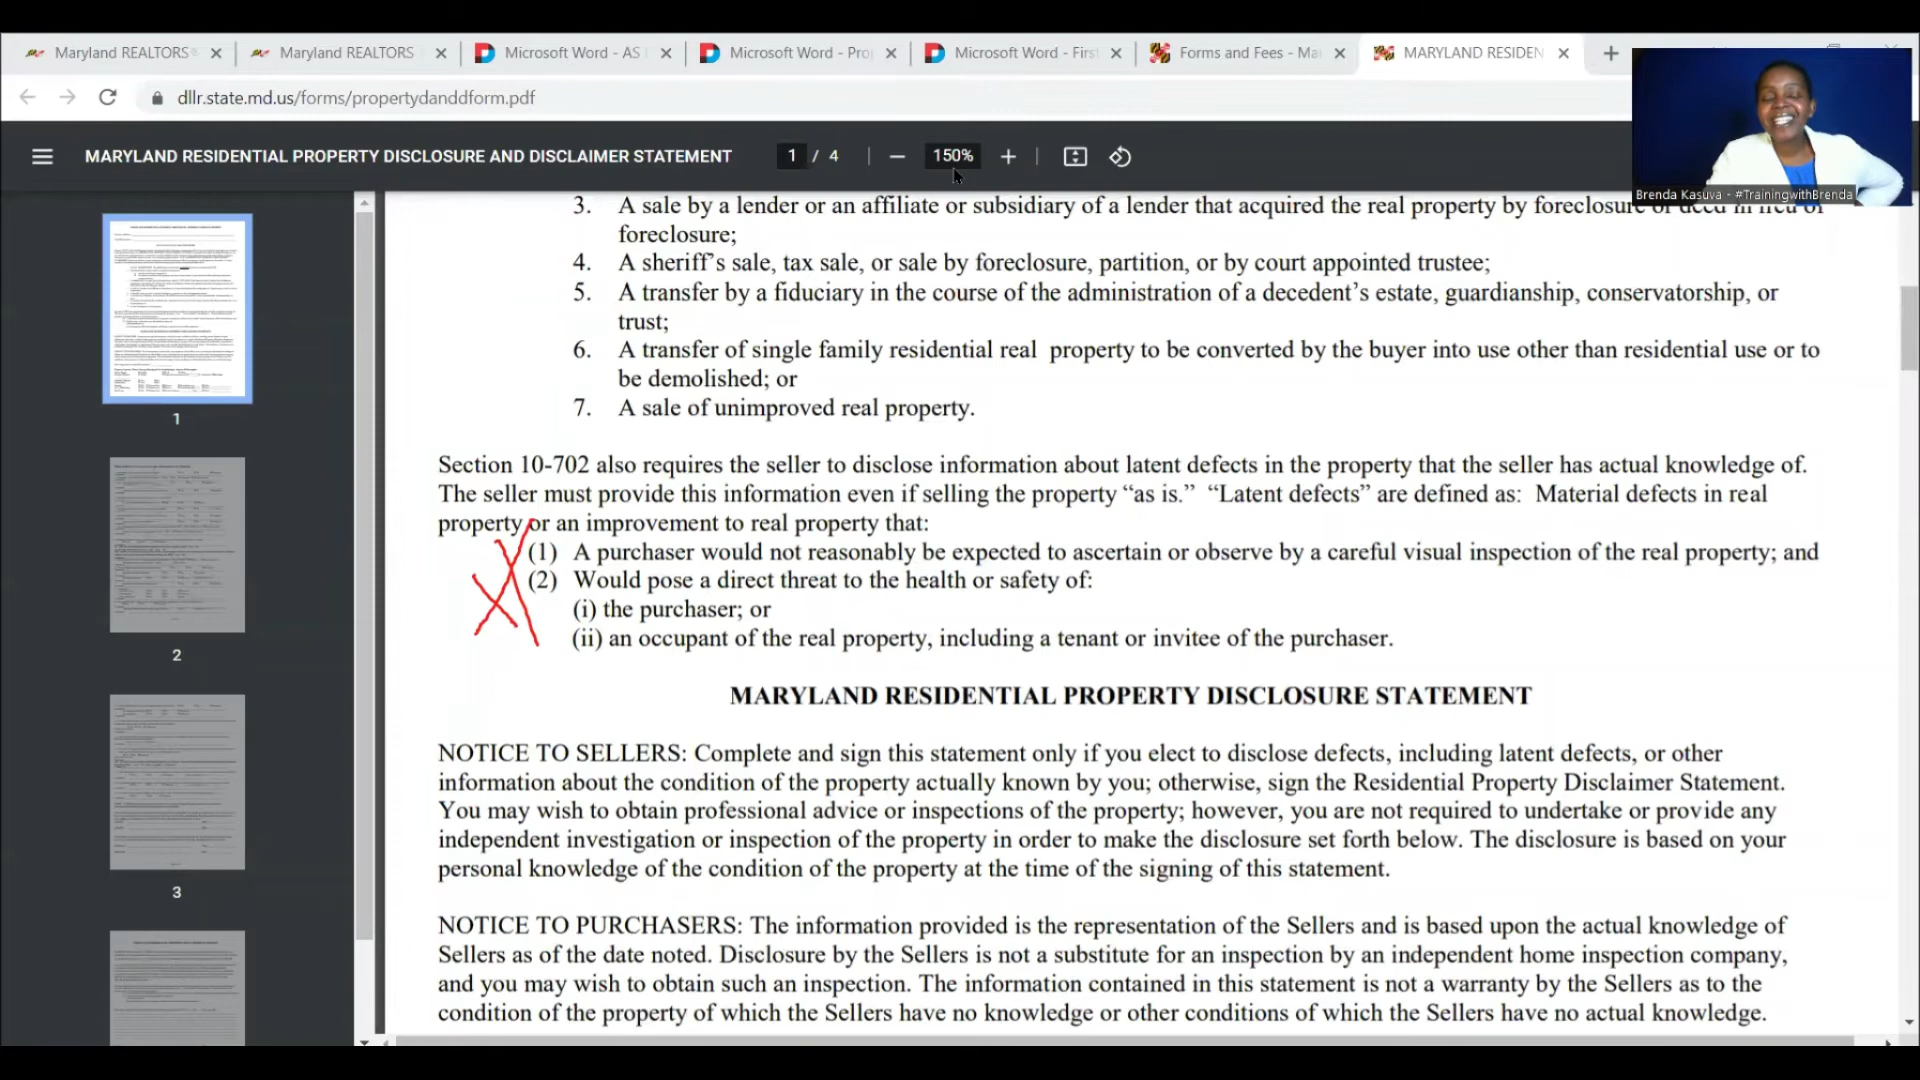 Maryland REALTORS
Maryland REALTORS
Microsoft Word - AS
Microsoft Word - Pro
Microsoft Word - First
Forms and Fees - Ma
MARYLAND RESIDEN
dllr.state.md.us/forms/propertydanddform.pdf
MARYLAND RESIDENTIAL PROPERTY DISCLOSURE AND DISCLAIMER STATEMENT
1 / 4
150%
Brenda Kasuva - #TrainingwithBrenda
3. A sale by a lender or an affiliate or subsidiary of a lender that acquired the real property by foreclosure or deed in lieu of
foreclosure;
4. A sheriff's sale, tax sale, or sale by foreclosure, partition, or by court appointed trustee;
5. A transfer by a fiduciary in the course of the administration of a decedent's estate, guardianship, conservatorship, or
trust;
6. A transfer of single family residential real property to be converted by the buyer into use other than residential use or to
be demolished; or
7. A sale of unimproved real property.
Section 10-702 also requires the seller to disclose information about latent defects in the property that the seller has actual knowledge of.
The seller must provide this information even if selling the property “as is.” “Latent defects” are defined as: Material defects in real
property or an improvement to real property that:
(1) A purchaser would not reasonably be expected to ascertain or observe by a careful visual inspection of the real property; and
(2) Would pose a direct threat to the health or safety of:
(i) the purchaser; or
(ii) an occupant of the real property, including a tenant or invitee of the purchaser.
MARYLAND RESIDENTIAL PROPERTY DISCLOSURE STATEMENT
NOTICE TO SELLERS: Complete and sign this statement only if you elect to disclose defects, including latent defects, or other
information about the condition of the property actually known by you; otherwise, sign the Residential Property Disclaimer Statement.
You may wish to obtain professional advice or inspections of the property; however, you are not required to undertake or provide any
independent investigation or inspection of the property in order to make the disclosure set forth below. The disclosure is based on your
personal knowledge of the condition of the property at the time of the signing of this statement.
NOTICE TO PURCHASERS: The information provided is the representation of the Sellers and is based upon the actual knowledge of
Sellers as of the date noted. Disclosure by the Sellers is not a substitute for an inspection by an independent home inspection company,
and you may wish to obtain such an inspection. The information contained in this statement is not a warranty by the Sellers as to the
condition of the property of which the Sellers have no knowledge or other conditions of which the Sellers have no actual knowledge.
1
2
3